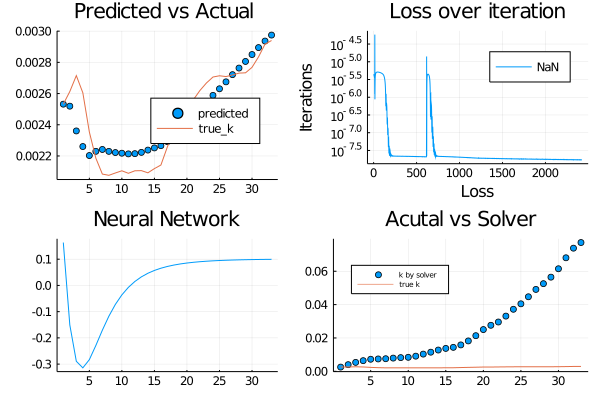 Predicted vs Actual
0.0030
0.0028
0.0026
0.0024
0.0022
predicted
true_k
5 10 15 20 25 30
Loss over iteration
Iterations
10^-4.5
10^-5.0
10^-5.5
10^-6.0
10^-6.5
10^-7.0
10^-7.5
NaN
0 500 1000 1500 2000
Loss
Neural Network
0.1
0.0
-0.1
-0.2
-0.3
5 10 15 20 25 30
Acutal vs Solver
0.06
0.04
0.02
0.00
k by solver
true k
5 10 15 20 25 30